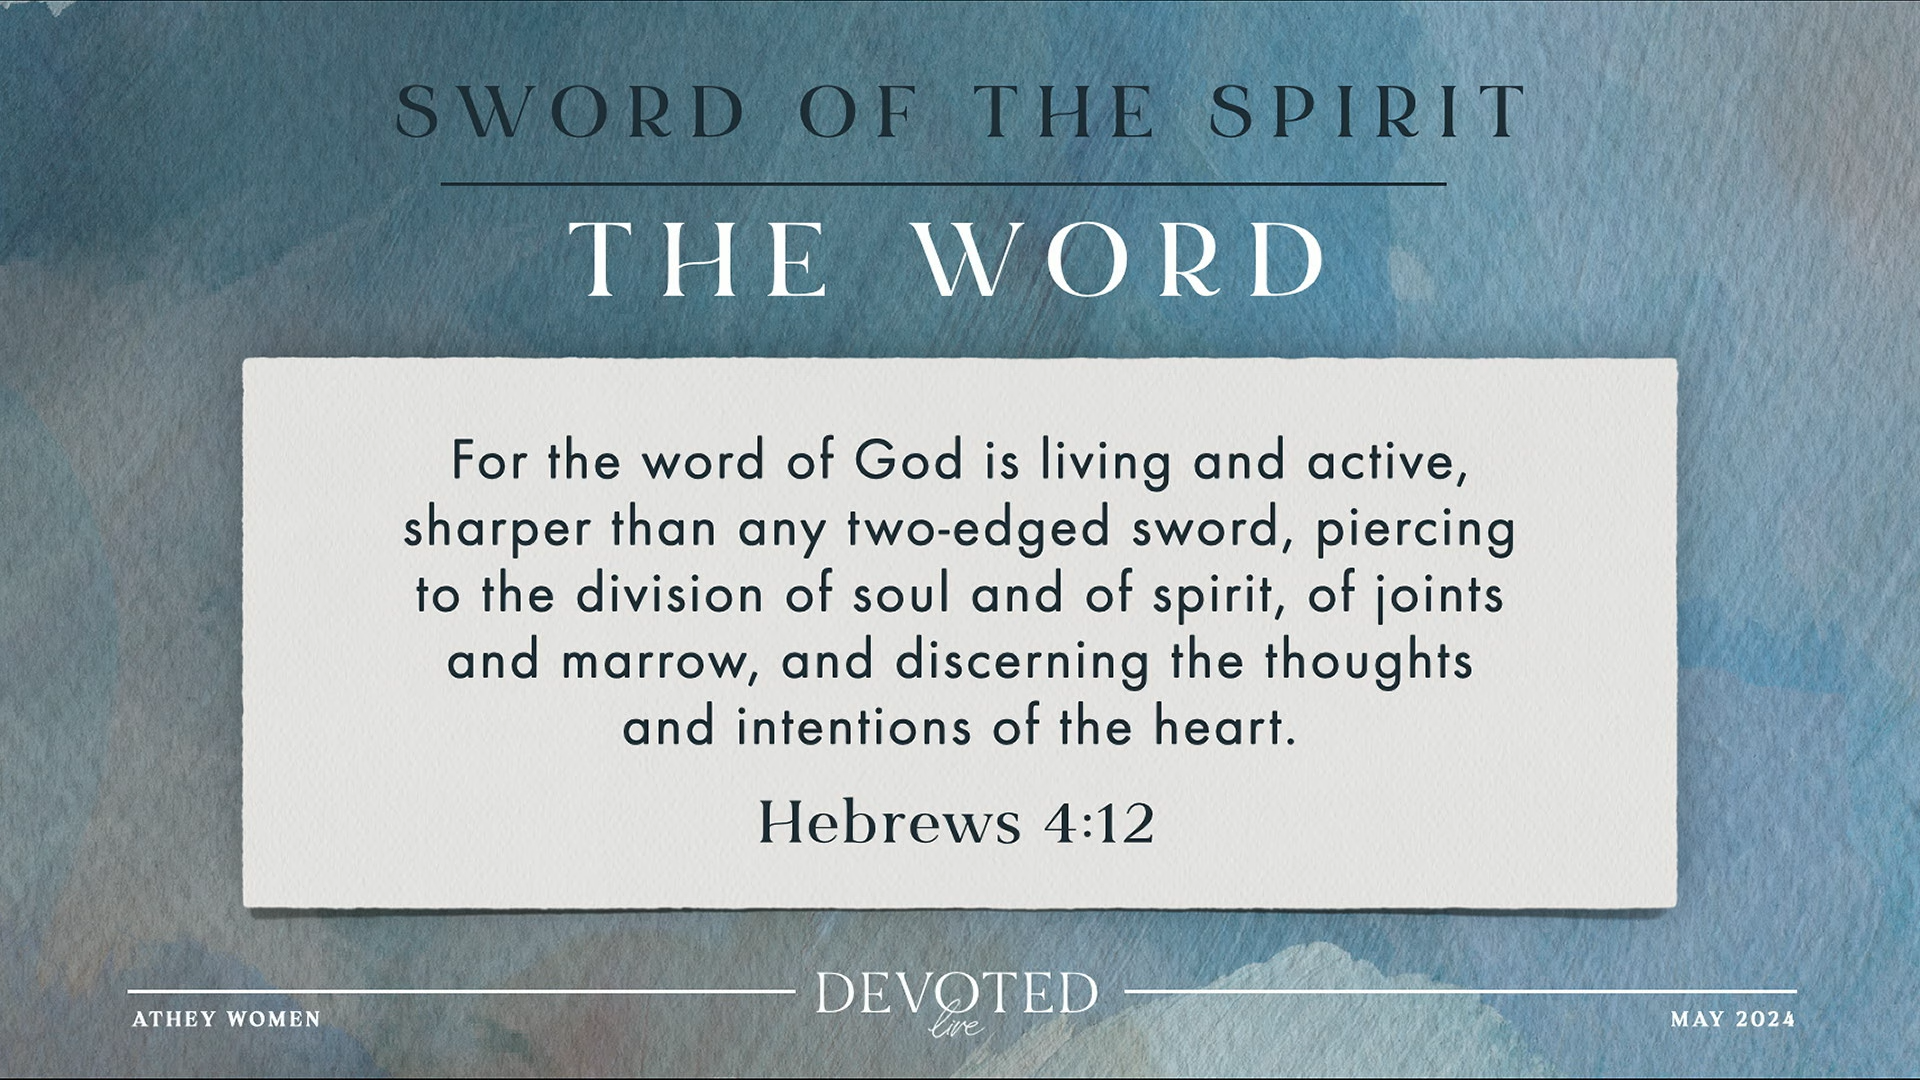 SWORD OF THE SPIRIT
THE WORD
For the word of God is living and active,
sharper than any two-edged sword, piercing
to the division of soul and of spirit, of joints
and marrow, and discerning the thoughts
and intentions of the heart.
Hebrews 4:12
DEVOTED
live
ATHEY WOMEN
MAY 2024